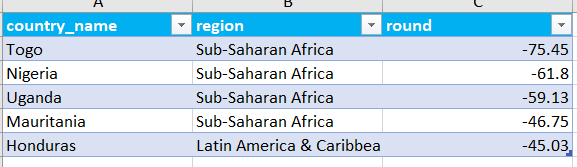 A B C
country_name region round
Togo Sub-Saharan Africa -75.45
Nigeria Sub-Saharan Africa -61.8
Uganda Sub-Saharan Africa -59.13
Mauritania Sub-Saharan Africa -46.75
Honduras Latin America & Caribbea -45.03